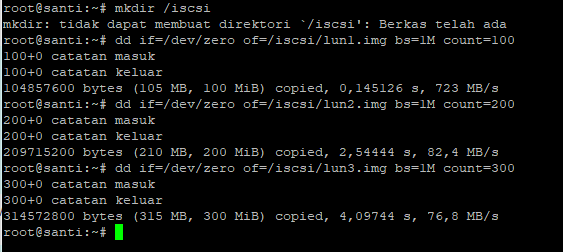 root@santi:~# mkdir /iscsi
mkdir: tidak dapat membuat direktori `/iscsi': Berkas telah ada
root@santi:~# dd if=/dev/zero of=/iscsi/lun1.img bs=1M count=100
100+0 catatan masuk
100+0 catatan keluar
104857600 bytes (105 MB, 100 MiB) copied, 0,145126 s, 723 MB/s
root@santi:~# dd if=/dev/zero of=/iscsi/lun2.img bs=1M count=200
200+0 catatan masuk
200+0 catatan keluar
209715200 bytes (210 MB, 200 MiB) copied, 2,54444 s, 82,4 MB/s
root@santi:~# dd if=/dev/zero of=/iscsi/lun3.img bs=1M count=300
300+0 catatan masuk
300+0 catatan keluar
314572800 bytes (315 MB, 300 MiB) copied, 4,09744 s, 76,8 MB/s
root@santi:~#